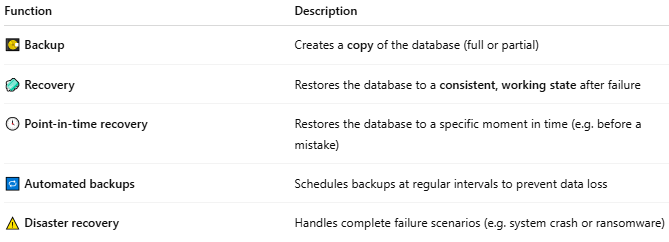 Function Description
Backup Creates a copy of the database (full or partial)
Recovery Restores the database to a consistent, working state after failure
Point-in-time recovery Restores the database to a specific moment in time (e.g. before a
mistake)
Automated backups Schedules backups at regular intervals to prevent data loss
Disaster recovery Handles complete failure scenarios (e.g. system crash or ransomware)